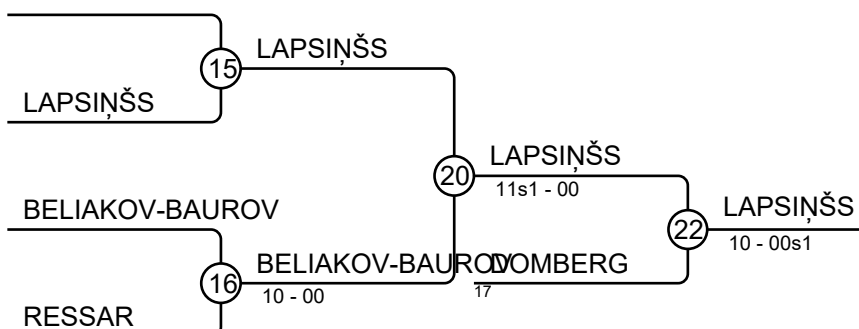 LAPSIŅŠS
15
LAPSIŅŠS
LAPSIŅŠS
20
11s1 - 00
BELIAKOV-BAUROV
LAPSIŅŠS
22
10 - 00s1
BELIAKOV-BAUROV
DOMBERG
16
10 - 00
17
RESSAR